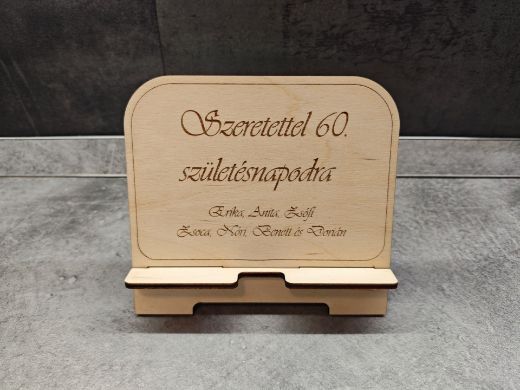 Szeretettel 60.
születésnapodra
Erika, Anita, Zsófi
Zsoca, Nóri, Benett és Dorián